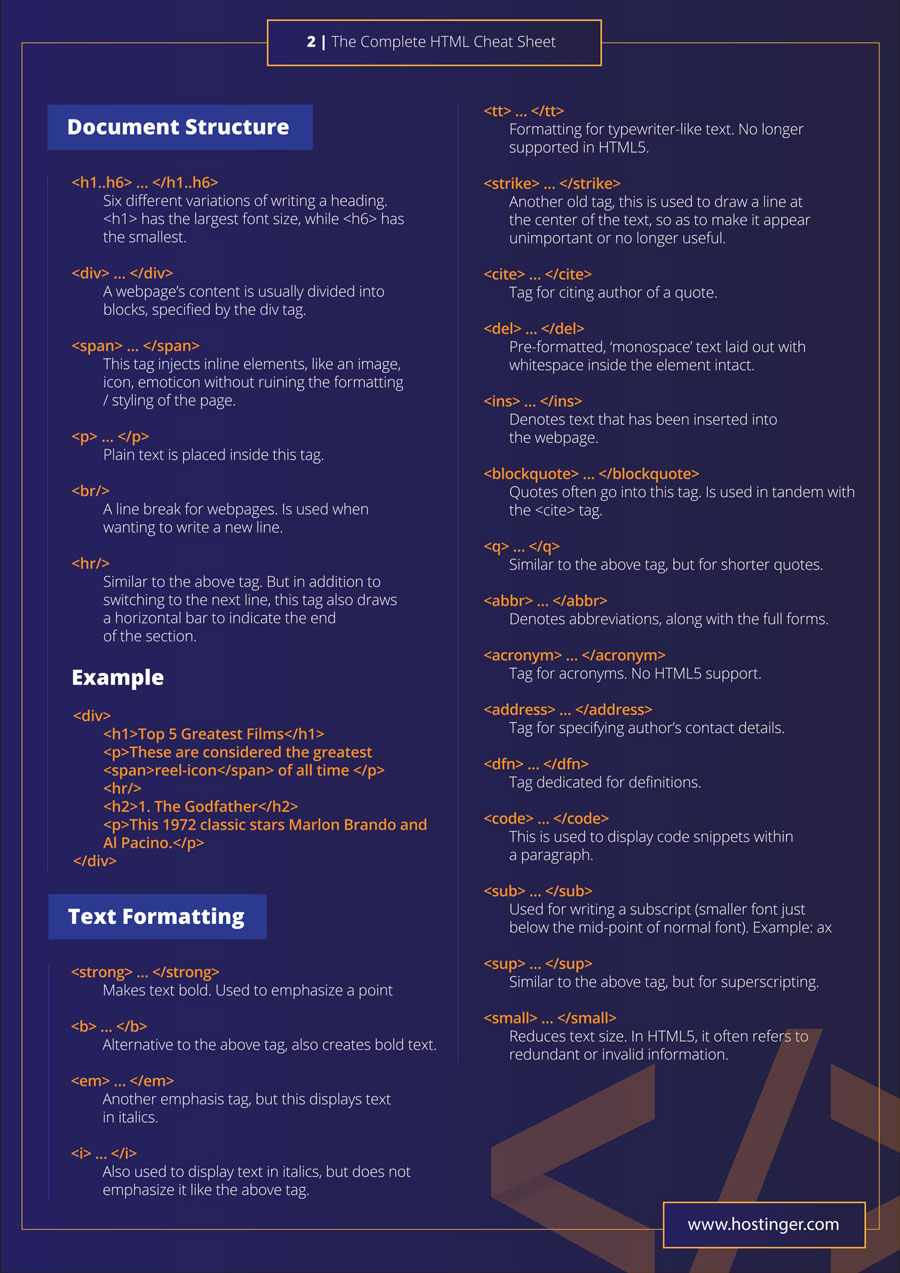 2 | The Complete HTML Cheat Sheet
Document Structure
<h1..h6> ... </h1..h6>
Six different variations of writing a heading.
<h1> has the largest font size, while <h6> has
the smallest.
<div> ... </div>
A webpage's content is usually divided into
blocks, specified by the div tag.
<span> ... </span>
This tag injects inline elements, like an image,
icon, emoticon without ruining the formatting
/ styling of the page.
<p> ... </p>
Plain text is placed inside this tag.
<br/>
A line break for webpages. Is used when
wanting to write a new line.
<hr/>
Similar to the above tag. But in addition to
switching to the next line, this tag also draws
a horizontal bar to indicate the end
of the section.
Example
<div>
<h1>Top 5 Greatest Films</h1>
<p>These are considered the greatest
<span>reel-icon</span> of all time </p>
<hr/>
<h2>1. The Godfather</h2>
<p>This 1972 classic stars Marlon Brando and
Al Pacino.</p>
</div>
Text Formatting
<strong> ... </strong>
Makes text bold. Used to emphasize a point
<b> ... </b>
Alternative to the above tag, also creates bold text.
<em> ... </em>
Another emphasis tag, but this displays text
in italics.
<i> ... </i>
Also used to display text in italics, but does not
emphasize it like the above tag.
<tt> ... </tt>
Formatting for typewriter-like text. No longer
supported in HTML5.
<strike> ... </strike>
Another old tag, this is used to draw a line at
the center of the text, so as to make it appear
unimportant or no longer useful.
<cite> ... </cite>
Tag for citing author of a quote.
<del> ... </del>
Pre-formatted, ‘monospace’ text laid out with
whitespace inside the element intact.
<ins> ... </ins>
Denotes text that has been inserted into
the webpage.
<blockquote> ... </blockquote>
Quotes often go into this tag. Is used in tandem with
the <cite> tag.
<q> ... </q>
Similar to the above tag, but for shorter quotes.
<abbr> ... </abbr>
Denotes abbreviations, along with the full forms.
<acronym> ... </acronym>
Tag for acronyms. No HTML5 support.
<address> ... </address>
Tag for specifying author's contact details.
<dfn> ... </dfn>
Tag dedicated for definitions.
<code> ... </code>
This is used to display code snippets within
a paragraph.
<sub> ... </sub>
Used for writing a subscript (smaller font just
below the mid-point of normal font). Example: ax
<sup> ... </sup>
Similar to the above tag, but for superscripting.
<small> ... </small>
Reduces text size. In HTML5, it often refers to
redundant or invalid information.
</>
www.hostinger.com